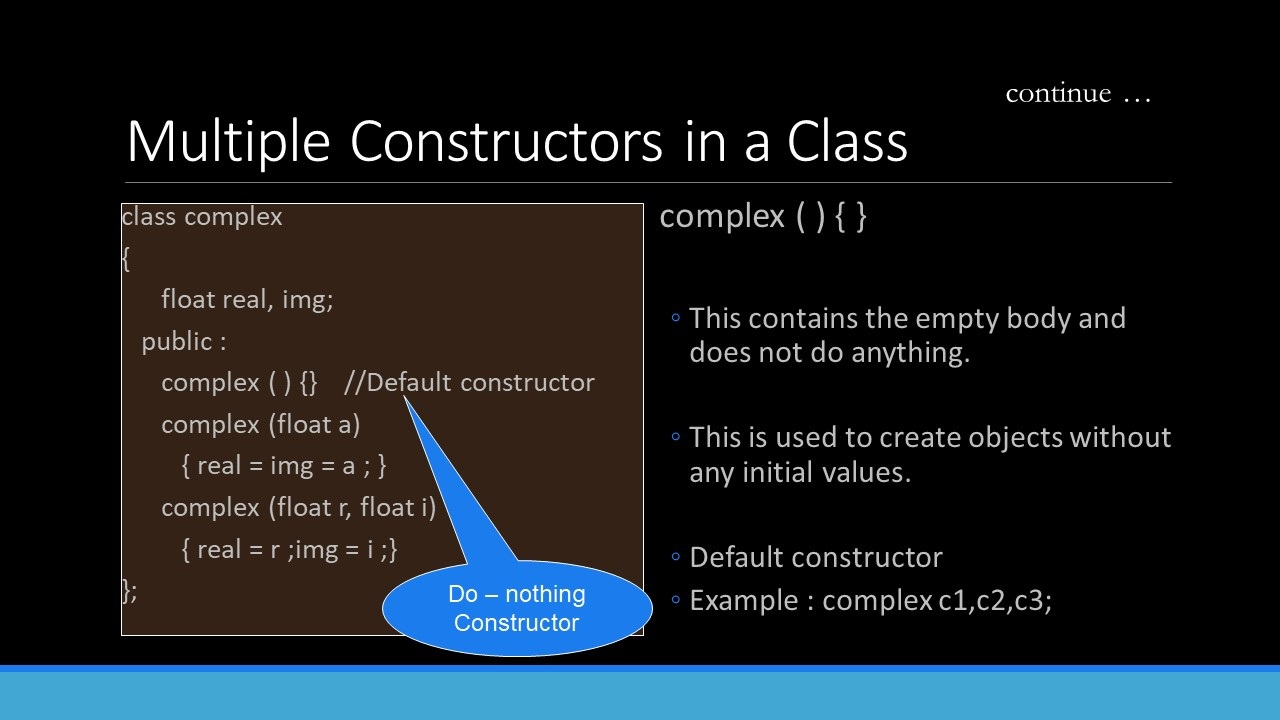 continue …
Multiple Constructors in a Class
class complex
{
float real, img;
public :
complex ( ) {} //Default constructor
complex (float a)
{ real = img = a ; }
complex (float r, float i)
{ real = r ;img = i ;}
};
Do – nothing
Constructor
complex ( ) { }
◦ This contains the empty body and
does not do anything.
◦ This is used to create objects without
any initial values.
◦ Default constructor
◦ Example : complex c1,c2,c3;